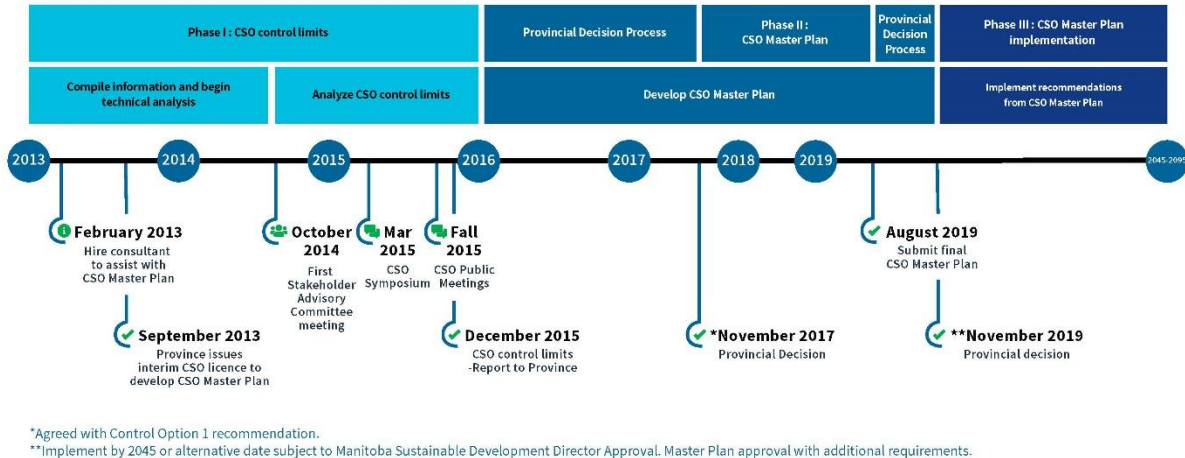 Phase I : CSO control limits
Provincial Decision Process
Phase II :
CSO Master Plan
Provincial
Decision
Process
Phase III : CSO Master Plan
implementation
Compile information and begin
technical analysis
Analyze CSO control limits
Develop CSO Master Plan
Implement recommendations
from CSO Master Plan
2013
2014
2015
2016
2017
2018
2019
2045-2095
February 2013
Hire consultant
to assist with
CSO Master Plan
September 2013
Province issues
interim CSO licence to
develop CSO Master Plan
October
2014
First
Stakeholder
Advisory
Committee
meeting
Mar
2015
CSO
Symposium
Fall
2015
CSO Public
Meetings
December 2015
CSO control limits
-Report to Province
*November 2017
Provincial Decision
August 2019
Submit final
CSO Master Plan
**November 2019
Provincial decision
*Agreed with Control Option 1 recommendation.
**Implement by 2045 or alternative date subject to Manitoba Sustainable Development Director Approval. Master Plan approval with additional requirements.